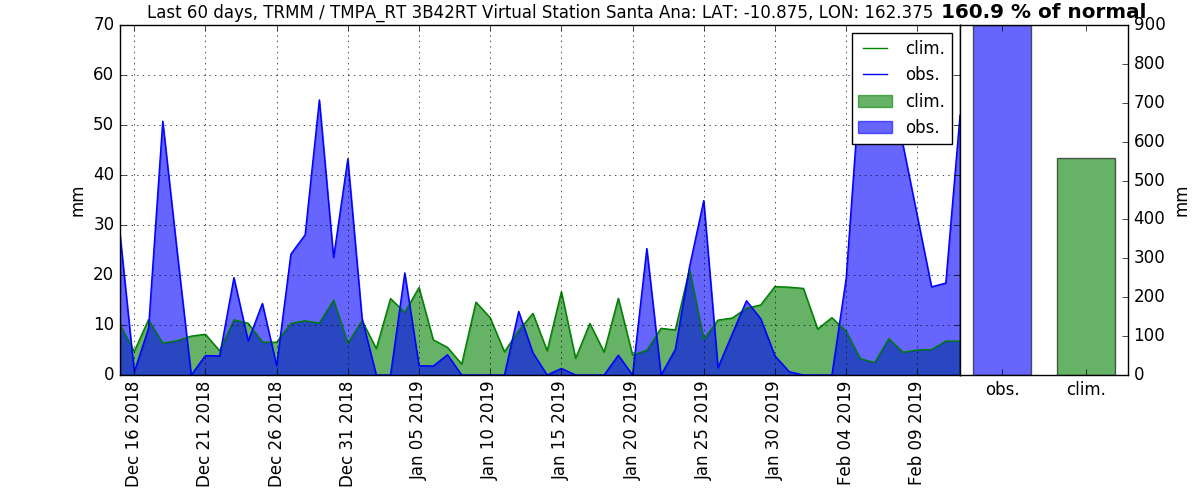 Last 60 days, TRMM / TMPA_RT 3B42RT Virtual Station Santa Ana: LAT: -10.875, LON: 162.375 160.9 % of normal
70
60
50
40
30
20
10
0
mm
clim.
obs.
clim.
obs.
900
800
700
600
500
400
300
200
100
0
mm
Dec 16 2018
Dec 21 2018
Dec 26 2018
Dec 31 2018
Jan 05 2019
Jan 10 2019
Jan 15 2019
Jan 20 2019
Jan 25 2019
Jan 30 2019
Feb 04 2019
Feb 09 2019
obs.
clim.